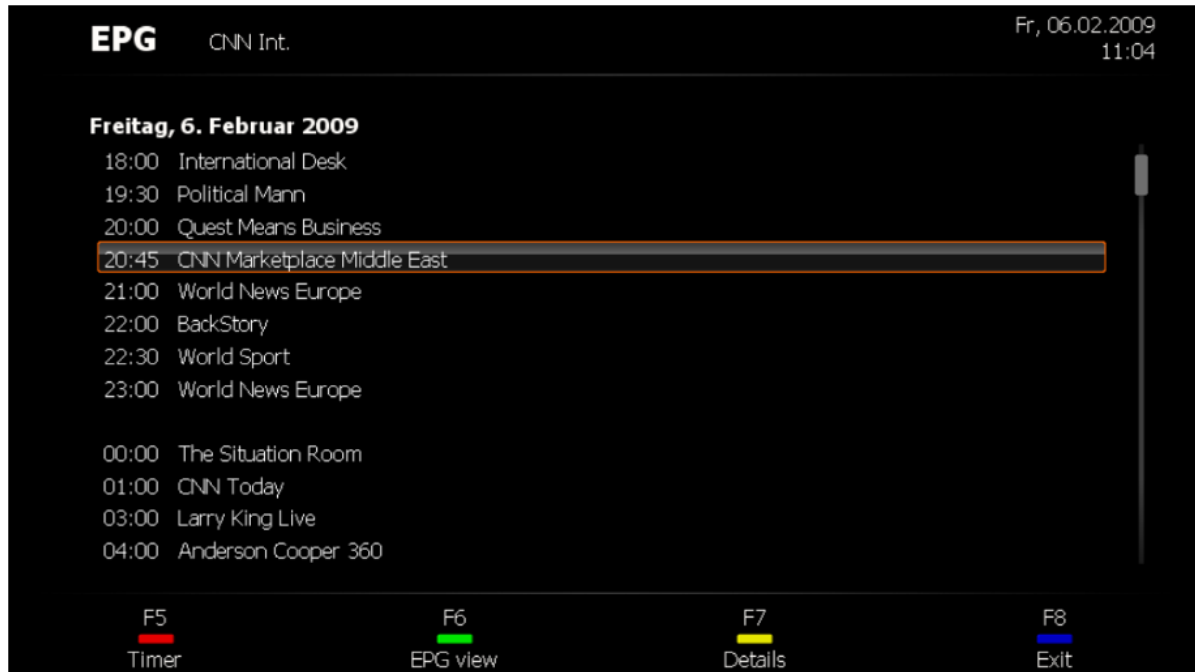 EPG CNN Int. Fr, 06.02.2009
11:04
Freitag, 6. Februar 2009
18:00 International Desk
19:30 Political Mann
20:00 Quest Means Business
20:45 CNN Marketplace Middle East
21:00 World News Europe
22:00 BackStory
22:30 World Sport
23:00 World News Europe
00:00 The Situation Room
01:00 CNN Today
03:00 Larry King Live
04:00 Anderson Cooper 360
F5 F6 F7 F8
Timer EPG view Details Exit